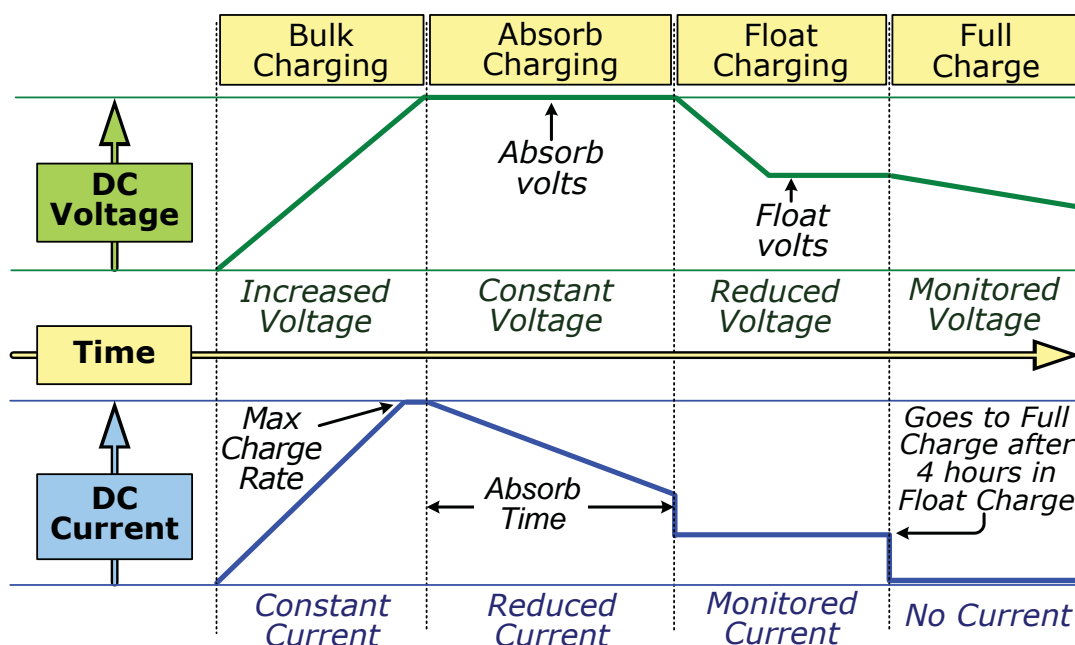 Bulk
Charging
Absorb
Charging
Float
Charging
Full
Charge
DC
Voltage
Absorb
volts
Float
volts
Increased
Voltage
Constant
Voltage
Reduced
Voltage
Monitored
Voltage
Time
DC
Current
Max
Charge
Rate
Absorb
Time
Goes to Full
Charge after
4 hours in
Float Charge
Constant
Current
Reduced
Current
Monitored
Current
No Current